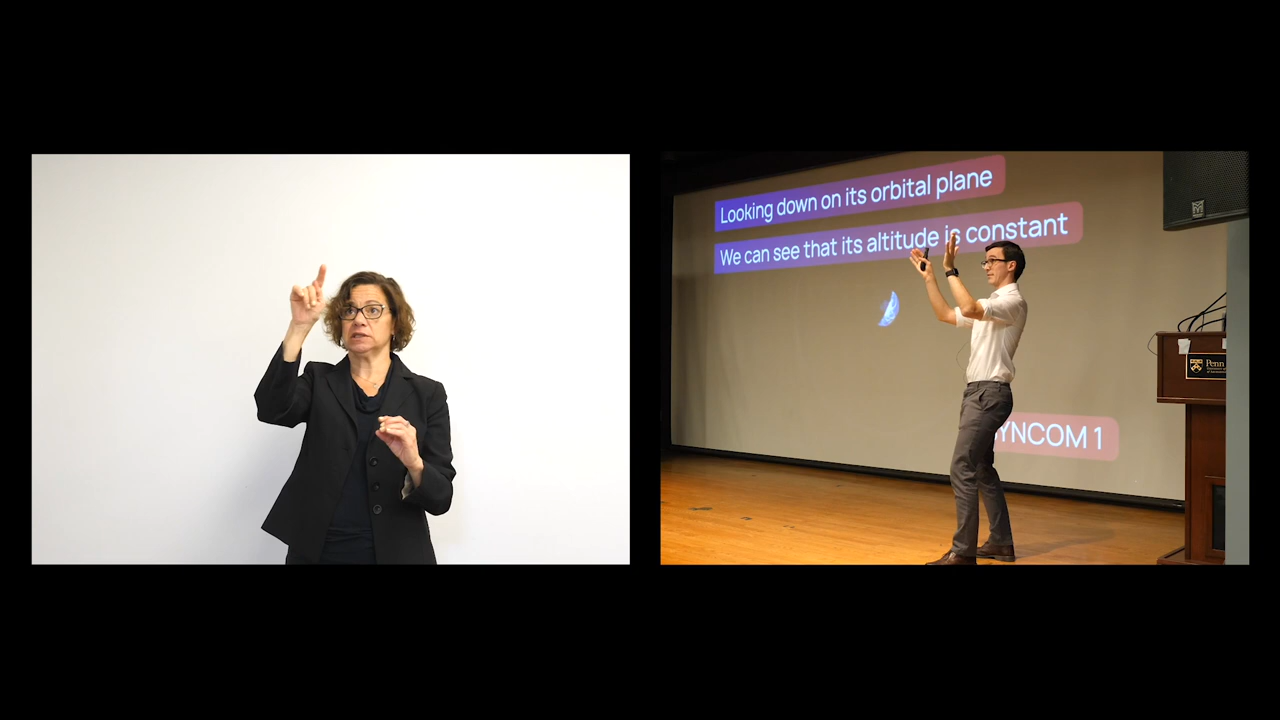 Looking down on its orbital plane
We can see that its altitude is constant
YNCOM 1
Penn